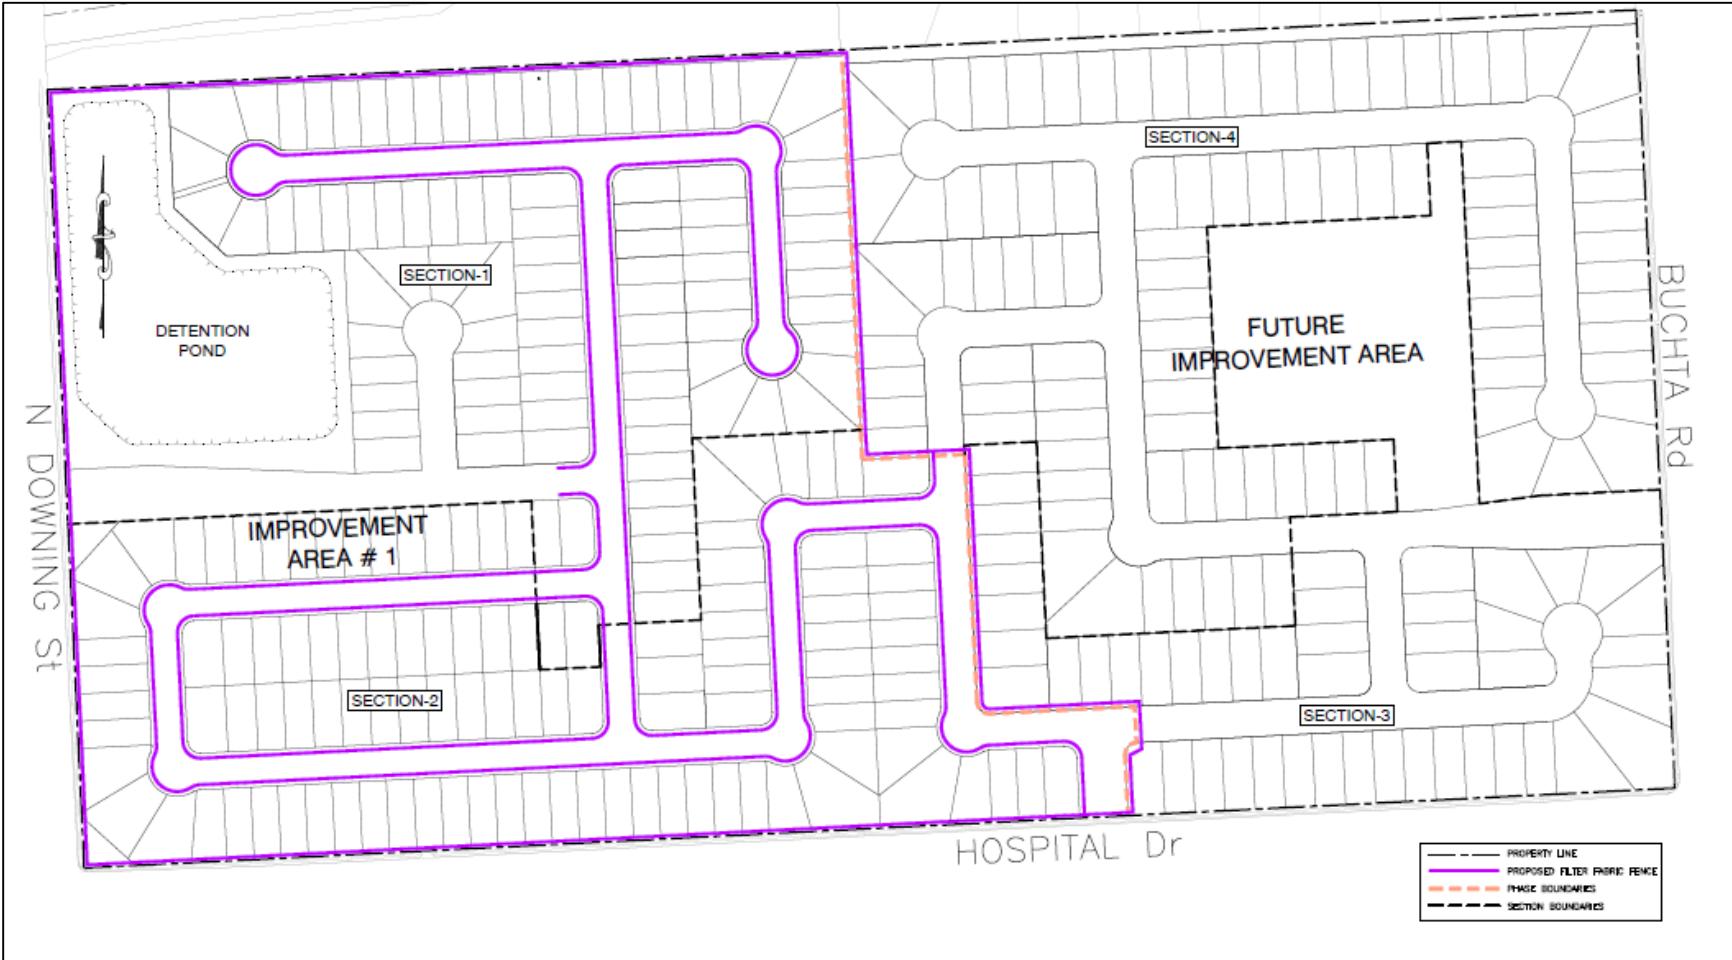 SECTION-4
SECTION-1
DETENTION
POND
FUTURE
IMPROVEMENT AREA
BUCHTA Rd
N DOWNING St
IMPROVEMENT
AREA # 1
SECTION-2
SECTION-3
HOSPITAL Dr
PROPERTY LINE
PROPOSED FILTER FABRIC FENCE
PHASE BOUNDARIES
SECTION BOUNDARIES